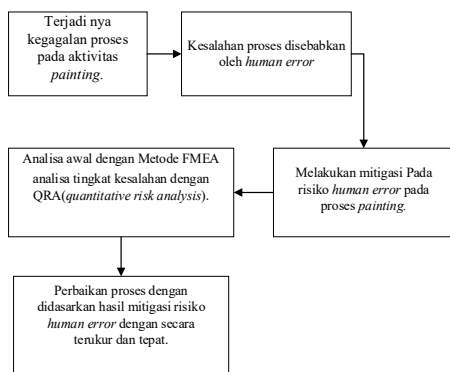 Terjadi nya
kegagalan proses
pada aktivitas
painting.
Kesalahan proses disebabkan
oleh human error
Melakukan mitigasi Pada
risiko human error pada
proses painting.
Analisa awal dengan Metode FMEA
analisa tingkat kesalahan dengan
QRA(quantitative risk analysis).
Perbaikan proses dengan
didasarkan hasil mitigasi risiko
human error dengan secara
terukur dan tepat.